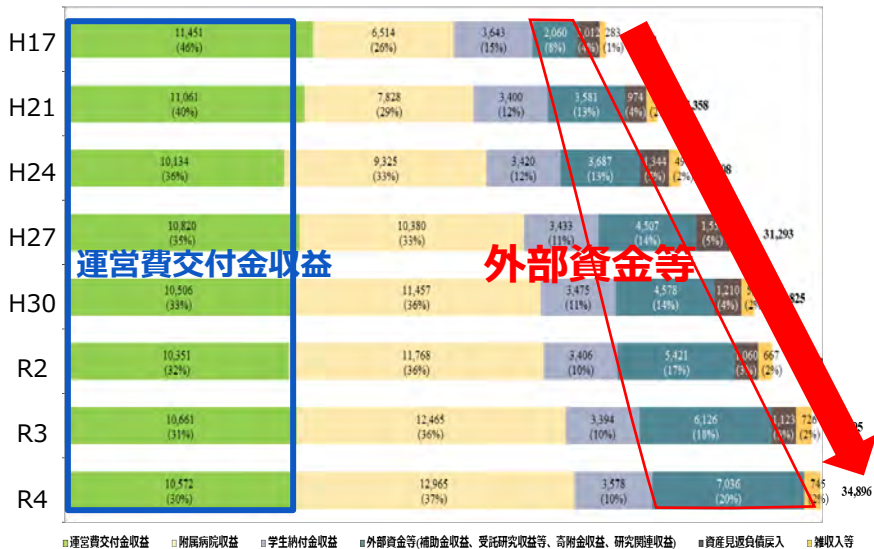 H17
11,451 6,514 3,643 2,060 283
(46%) (26%) (15%) (8%) (4%) (1%)
H21
11,061 7,828 3,400 3,581 974
(40%) (29%) (12%) (13%) (4%)
H24
10,134 9,325 3,420 3,687 1,344
(36%) (33%) (12%) (13%) (2%)
H27
10,820 10,380 3,433 4,507 31,293
(35%) (33%) (11%) (14%) (5%)
運営費交付金収益
外部資金等
H30
10,506 11,457 3,475 4,578 1,210
(33%) (36%) (11%) (14%) (4%) (2%)
R2
10,351 11,768 3,406 5,421 667
(32%) (36%) (10%) (17%) (3%) (2%)
R3
10,661 12,465 3,394 6,126 1,123 726
(31%) (36%) (10%) (18%) (3%) (2%)
R4
10,572 12,965 3,578 7,036 745 34,896
(30%) (37%) (10%) (20%) (2%)
運営費交付金収益 附属病院収益 学生納付金収益 外部資金等(補助金収益、受託研究収益等、寄附金収益、研究関連収益) 資産見返負債戻入 雑収入等